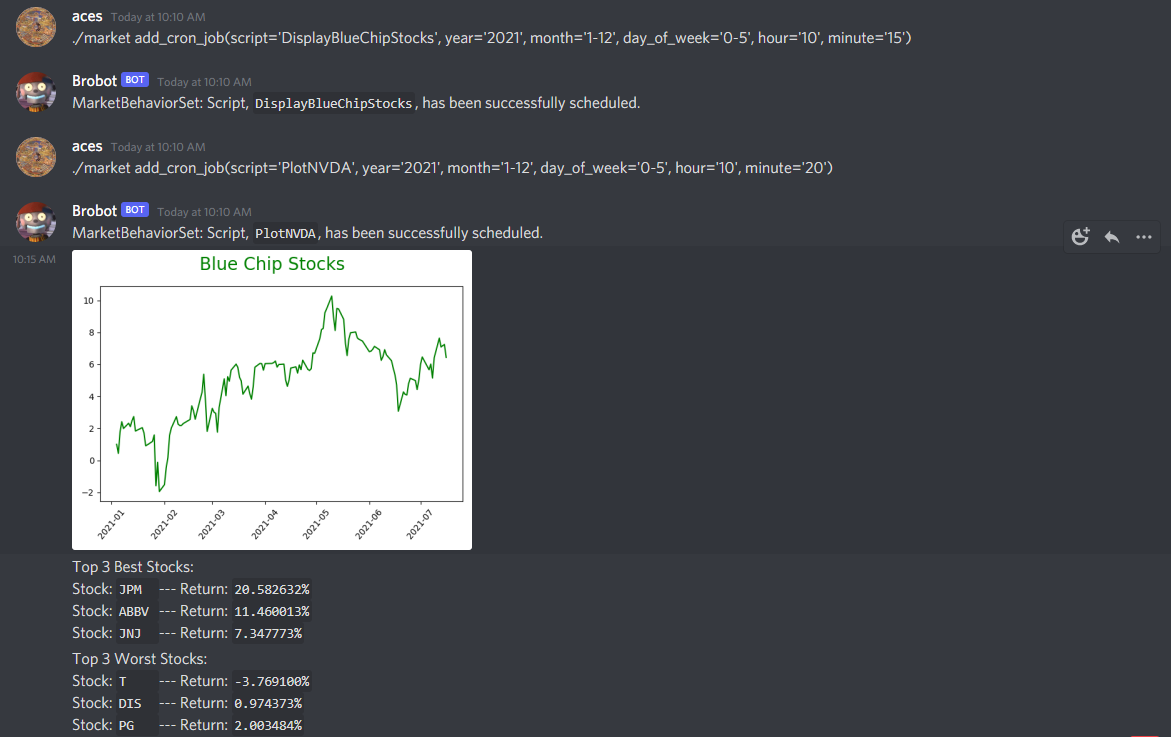 aces Today at 10:10 AM
./market add_cron_job(script='DisplayBlueChipStocks', year='2021', month='1-12', day_of_week='0-5', hour='10', minute='15')
Brobot BOT Today at 10:10 AM
MarketBehaviorSet: Script, DisplayBlueChipStocks, has been successfully scheduled.
aces Today at 10:10 AM
./market add_cron_job(script='PlotNVDA', year='2021', month='1-12', day_of_week='0-5', hour='10', minute='20')
Brobot BOT Today at 10:10 AM
MarketBehaviorSet: Script, PlotNVDA, has been successfully scheduled.
10:15 AM
Blue Chip Stocks
10
8
6
4
2
0
−2
2021-01 2021-02 2021-03 2021-04 2021-05 2021-06 2021-07
Top 3 Best Stocks:
Stock: JPM --- Return: 20.582632%
Stock: ABBV --- Return: 11.460013%
Stock: JNJ --- Return: 7.347773%
Top 3 Worst Stocks:
Stock: T --- Return: -3.769100%
Stock: DIS --- Return: 0.974373%
Stock: PG --- Return: 2.003484%